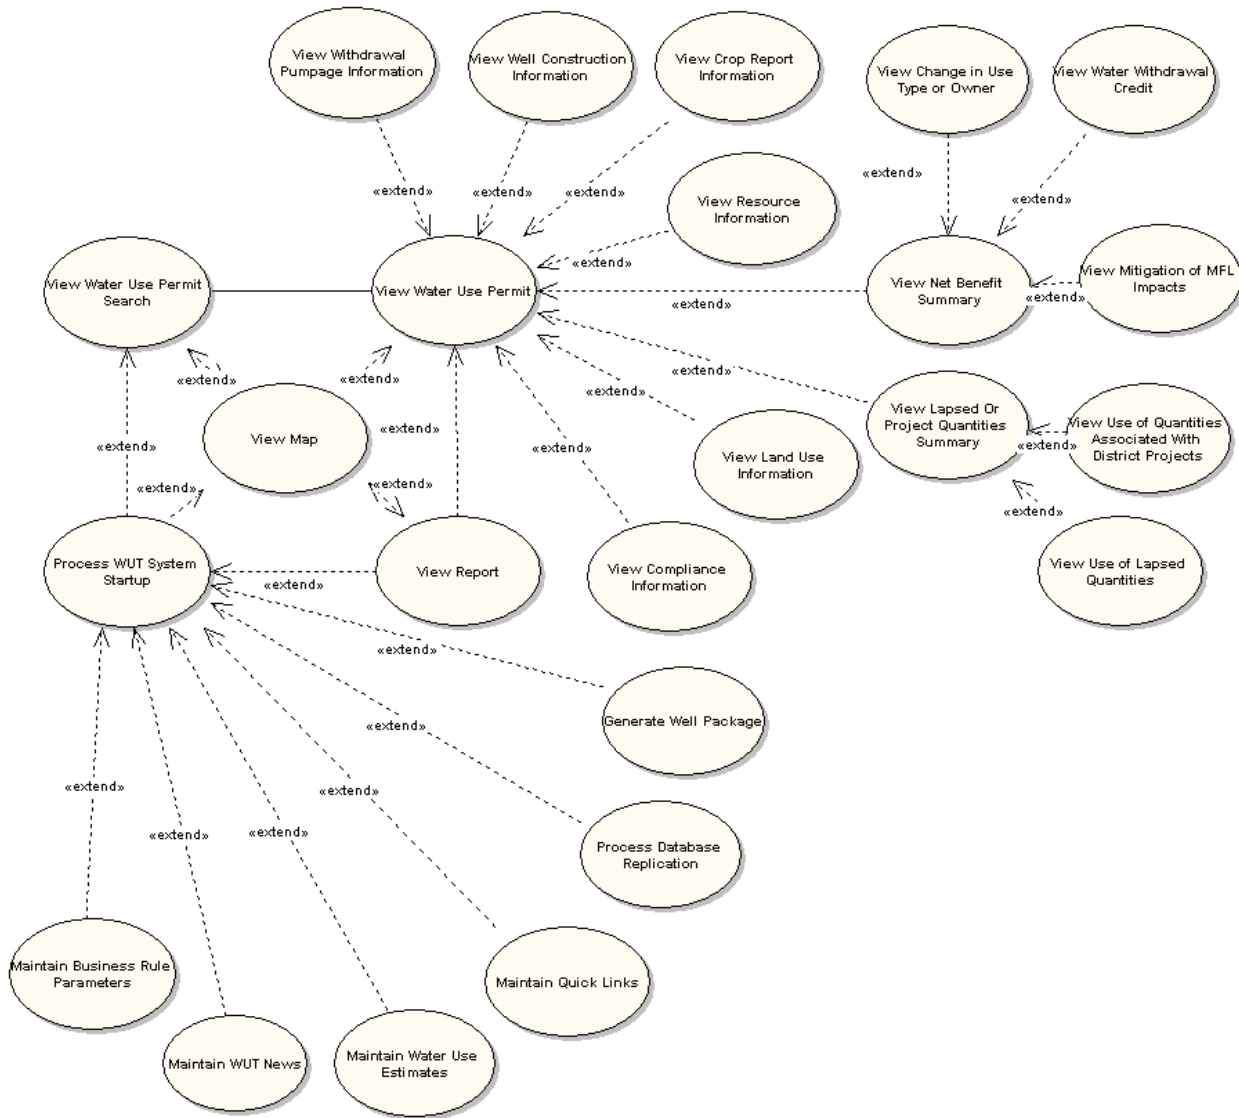 View Withdrawal
Pumpage Information
View Well Construction
Information
View Crop Report
Information
View Change in Use
Type or Owner
View Water Withdrawal
Credit
«extend»
«extend»
«extend»
«extend»
«extend»
View Resource
Information
«extend»
View Water Use Permit
Search
View Water Use Permit
View Net Benefit
Summary
View Mitigation of MFL
Impacts
«extend»
«extend»
«extend»
«extend»
«extend»
«extend»
View Map
«extend»
«extend»
View Lapsed Or
Project Quantities
Summary
View Use of Quantities
Associated With
District Projects
«extend»
«extend»
«extend»
View Land Use
Information
«extend»
«extend»
«extend»
Process WUT System
Startup
View Report
View Compliance
Information
View Use of Lapsed
Quantities
«extend»
«extend»
Generate Well Package
«extend»
«extend»
«extend»
«extend»
«extend»
Process Database
Replication
Maintain Business Rule
Parameters
Maintain Quick Links
Maintain WUT News
Maintain Water Use
Estimates